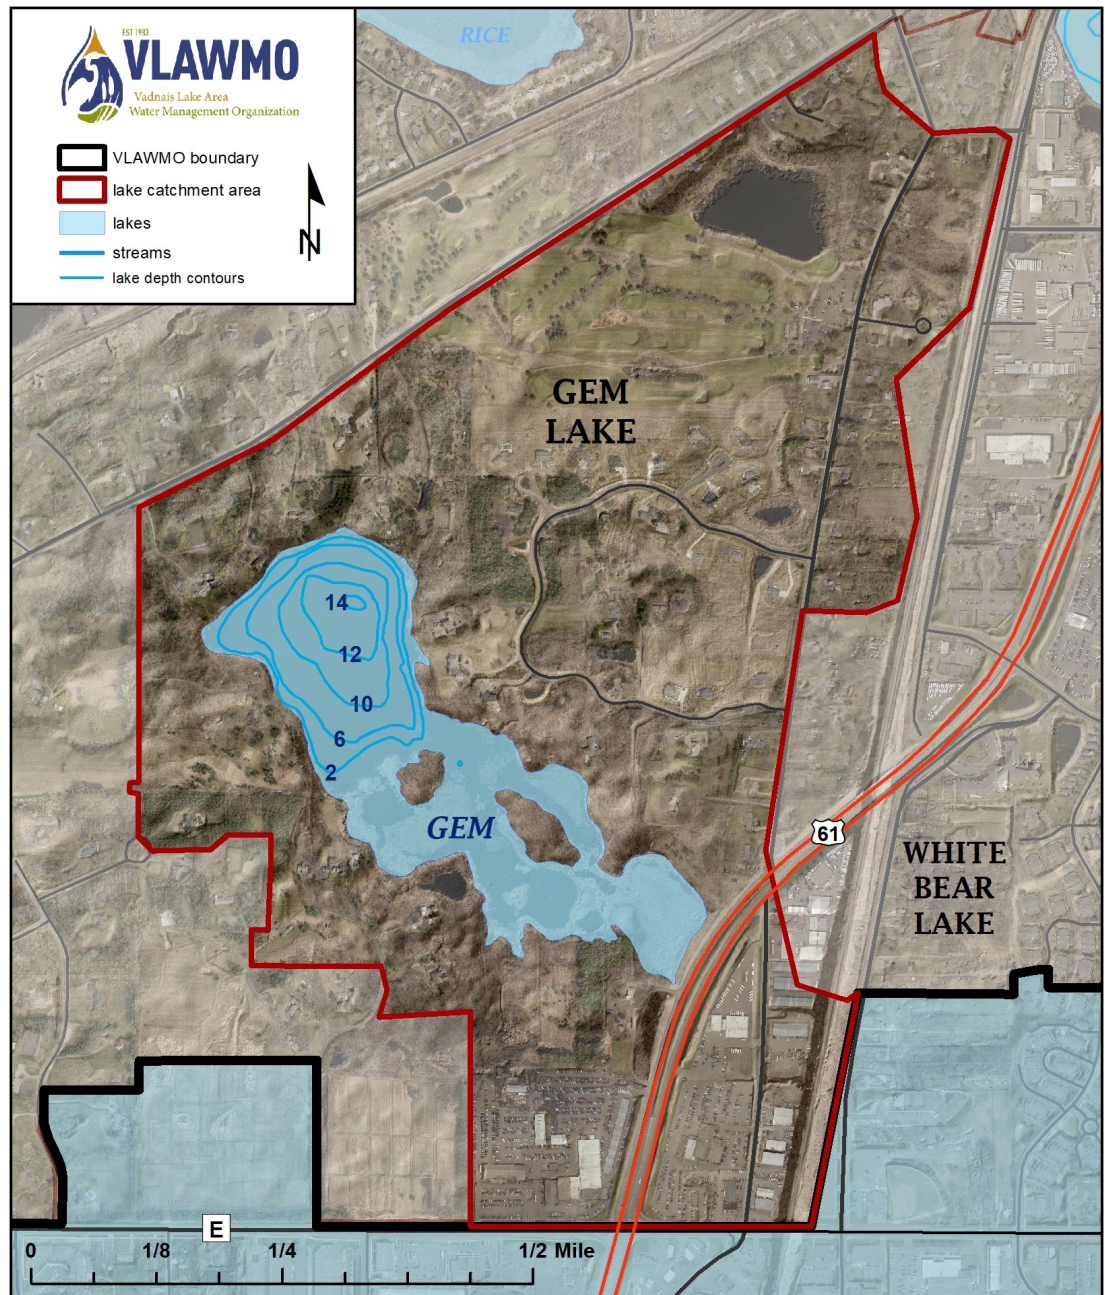 EST 1983
VLAWMO
Vadnais Lake Area
Water Management Organization
VLAWMO boundary
lake catchment area
lakes
streams
lake depth contours
N
RICE
GEM
LAKE
14
12
10
6
2
GEM
61
WHITE
BEAR
LAKE
E
0 1/8 1/4 1/2 Mile